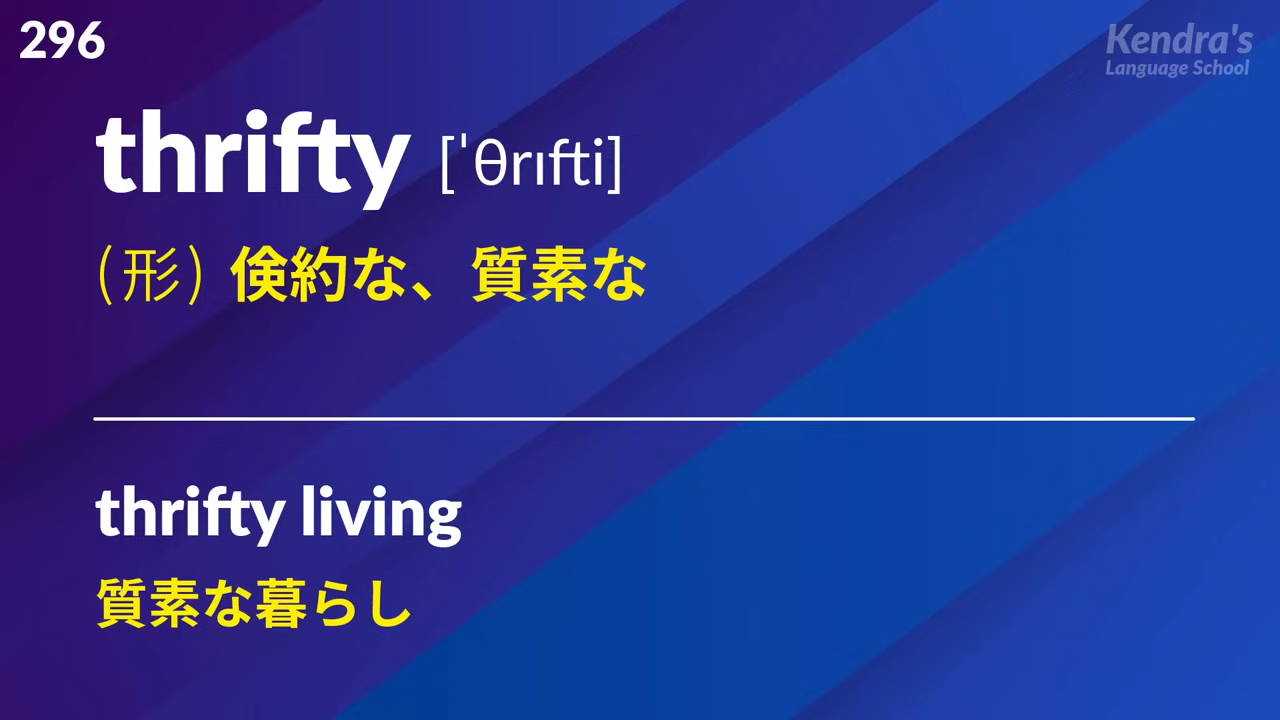 296
Kendra's
Language School
thrifty [ˈθrɪfti]
(形) 倹約な、質素な
thrifty living
質素な暮らし